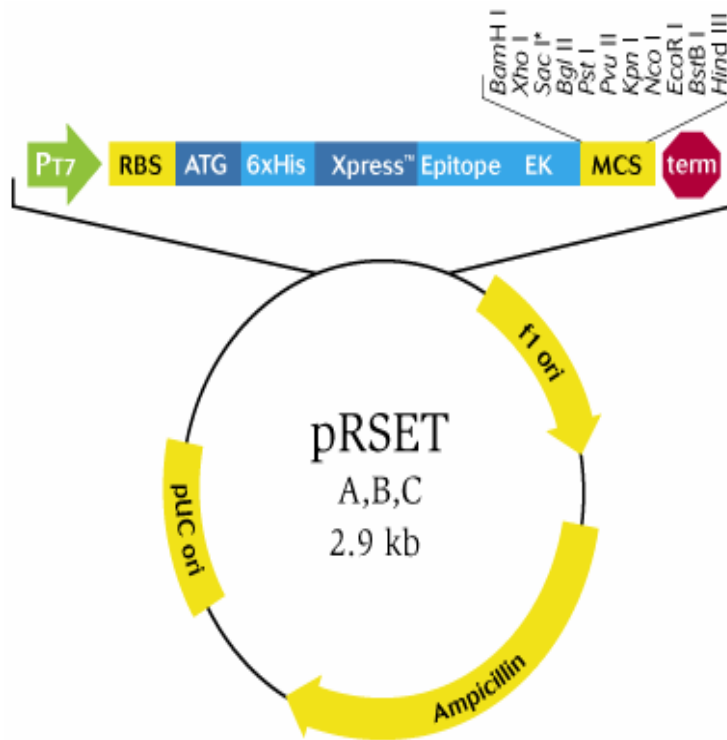 BamH I
Xho I
Sac I*
Bgl II
Pst I
Pvu II
Kpn I
Nco I
EcoR I
BstB I
Hind III
PT7 RBS ATG 6xHis Xpress™ Epitope EK MCS term
f1 ori
pRSET
A,B,C
2.9 kb
pUC ori
Ampicillin